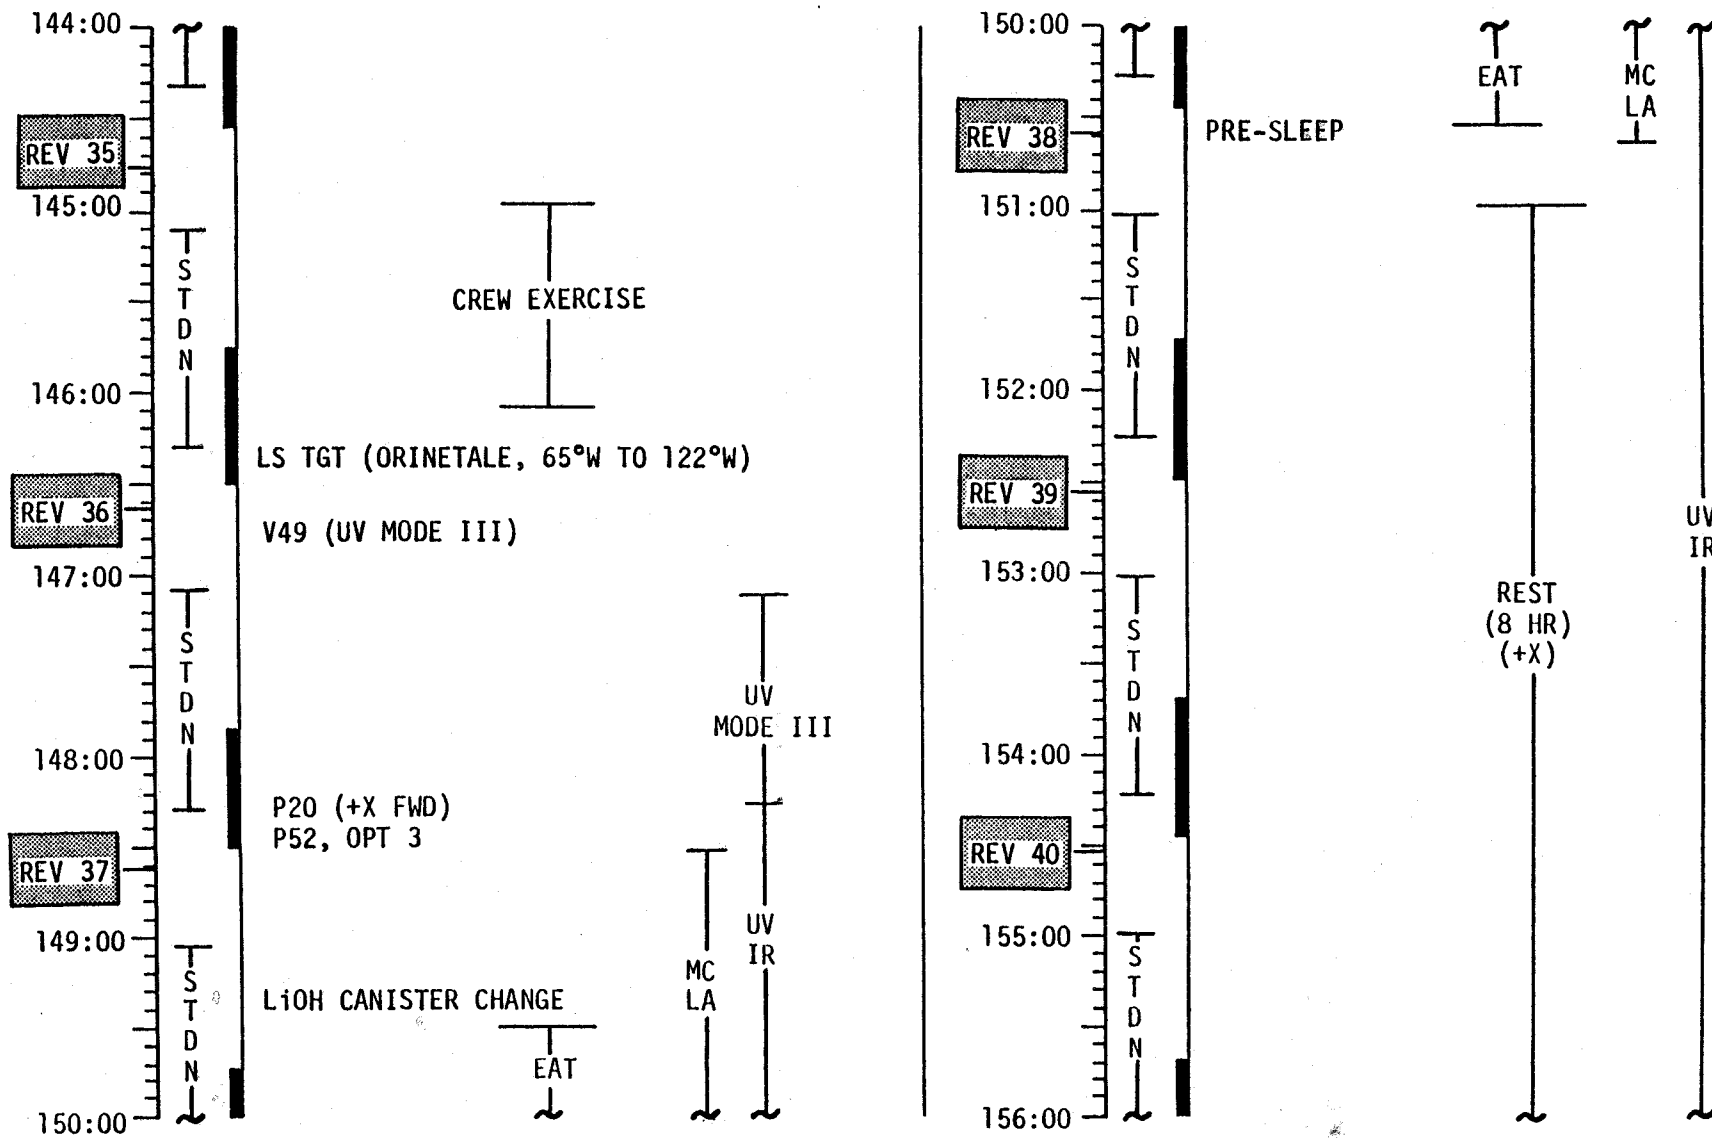 144:00
REV 35
145:00
S
T
D
N
CREW EXERCISE
146:00
LS TGT (ORINETALE, 65°W TO 122°W)
REV 36
V49 (UV MODE III)
147:00
S
T
D
N
UV
MODE III
148:00
P20 (+X FWD)
P52, OPT 3
REV 37
149:00
UV
IR
MC
LA
S
T
D
N
LiOH CANISTER CHANGE
EAT
150:00
150:00
EAT
MC
LA
REV 38
PRE-SLEEP
151:00
S
T
D
N
152:00
REV 39
UV
IR
153:00
REST
(8 HR)
(+X)
S
T
D
N
154:00
REV 40
155:00
S
T
D
N
156:00